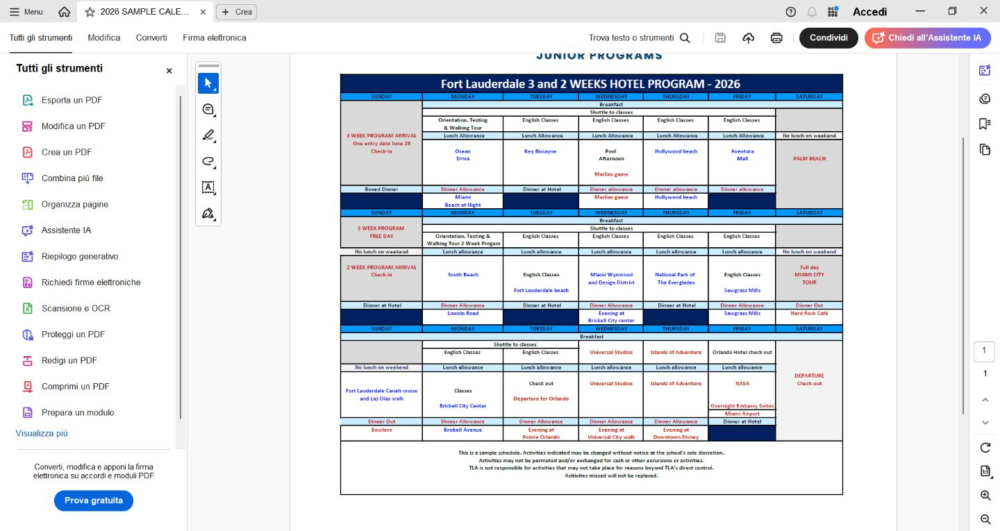 Menu
2026 SAMPLE CALE...
Crea
Accedi
Tutti gli strumenti
Modifica
Converti
Firma elettronica
Trova testo o strumenti
Condividi
Chiedi all'Assistente IA
Tutti gli strumenti
Esporta un PDF
Modifica un PDF
Crea un PDF
Combina più file
Organizza pagine
Assistente IA
Riepilogo generativo
Richiedi firme elettroniche
Scansione e OCR
Proteggi un PDF
Redigi un PDF
Comprimi un PDF
Prepara un modulo
Visualizza più
Converti, modifica e apponi la firma
elettronica su accordi e moduli PDF
Prova gratuita
JUNIOR PROGRAMS
Fort Lauderdale 3 and 2 WEEKS HOTEL PROGRAM - 2026
SUNDAY MONDAY TUESDAY WEDNESDAY THURSDAY FRIDAY SATURDAY
Breakfast
Shuttle to classes
Orientation, Testing English Classes English Classes English Classes English Classes
& Walking Tour
3 WEEK PROGRAM ARRIVAL Lunch Allowance Lunch Allowance Lunch Allowance Lunch Allowance Lunch Allowance No lunch on weekend
One entry date June 28
Check-in Ocean Key Biscayne Pool Hollywood beach Aventura
Drive Afternoon Mall PALM BEACH
Marlins game
Boxed Dinner Dinner Allowance Dinner at Hotel Dinner allowance Dinner allowance Dinner allowance
Miami Marlins game Hollywood beach
Beach at Night
SUNDAY MONDAY TUESDAY WEDNESDAY THURSDAY FRIDAY SATURDAY
Breakfast
3 WEEK PROGRAM Shuttle to classes
FREE DAY Orientation, Testing & English Classes English Classes English Classes English Classes
Walking Tour 2 Week Progam
No lunch on weekend Lunch allowance Lunch allowance Lunch allowance Lunch allowance Lunch allowance No lunch on weekend
2 WEEK PROGRAM ARRIVAL Full day
Check-in South Beach English Classes Miami Wynwood National Park of English Classes MIAMI CITY
and Design District The Everglades TOUR
Fort Lauderdale beach Sawgrass Mills
Dinner at Hotel Dinner Allowance Dinner at Hotel Dinner Allowance Dinner at Hotel Dinner Allowance Dinner Out
Lincoln Road Evening at Sawgrass Mills Hard Rock Café
Brickell City center
SUNDAY MONDAY TUESDAY WEDNESDAY THURSDAY FRIDAY SATURDAY
Breakfast
Shuttle to classes
English Classes English Classes Universal Studios Islands of Adventure Orlando Hotel check out
No lunch on weekend Lunch allowance Lunch allowance Lunch allowance Lunch allowance Lunch allowance
DEPARTURE
Check out Universal Studios Islands of Adventure NASA Check-out
Fort Lauderdale Canals cruise Classes
and Las Olas walk Departure for Orlando
Brickell City Center Overnight Embassy Suites
Miami Airport
Dinner Out Dinner Allowance Dinner Allowance Dinner Allowance Dinner Allowance Dinner at Hotel
Bowlero Brickell Avenue Evening at Evening at Evening at
Pointe Orlando Universal City walk Downtown Disney
This is a sample schedule. Activities indicated may be changed without notice at the school's sole discretion.
Activities may not be permuted and/or exchanged for cash or other excursions or activities.
TLA is not responsible for activities that may not take place for reasons beyond TLA's direct control.
Acitivites missed will not be replaced.
1
1
1:1